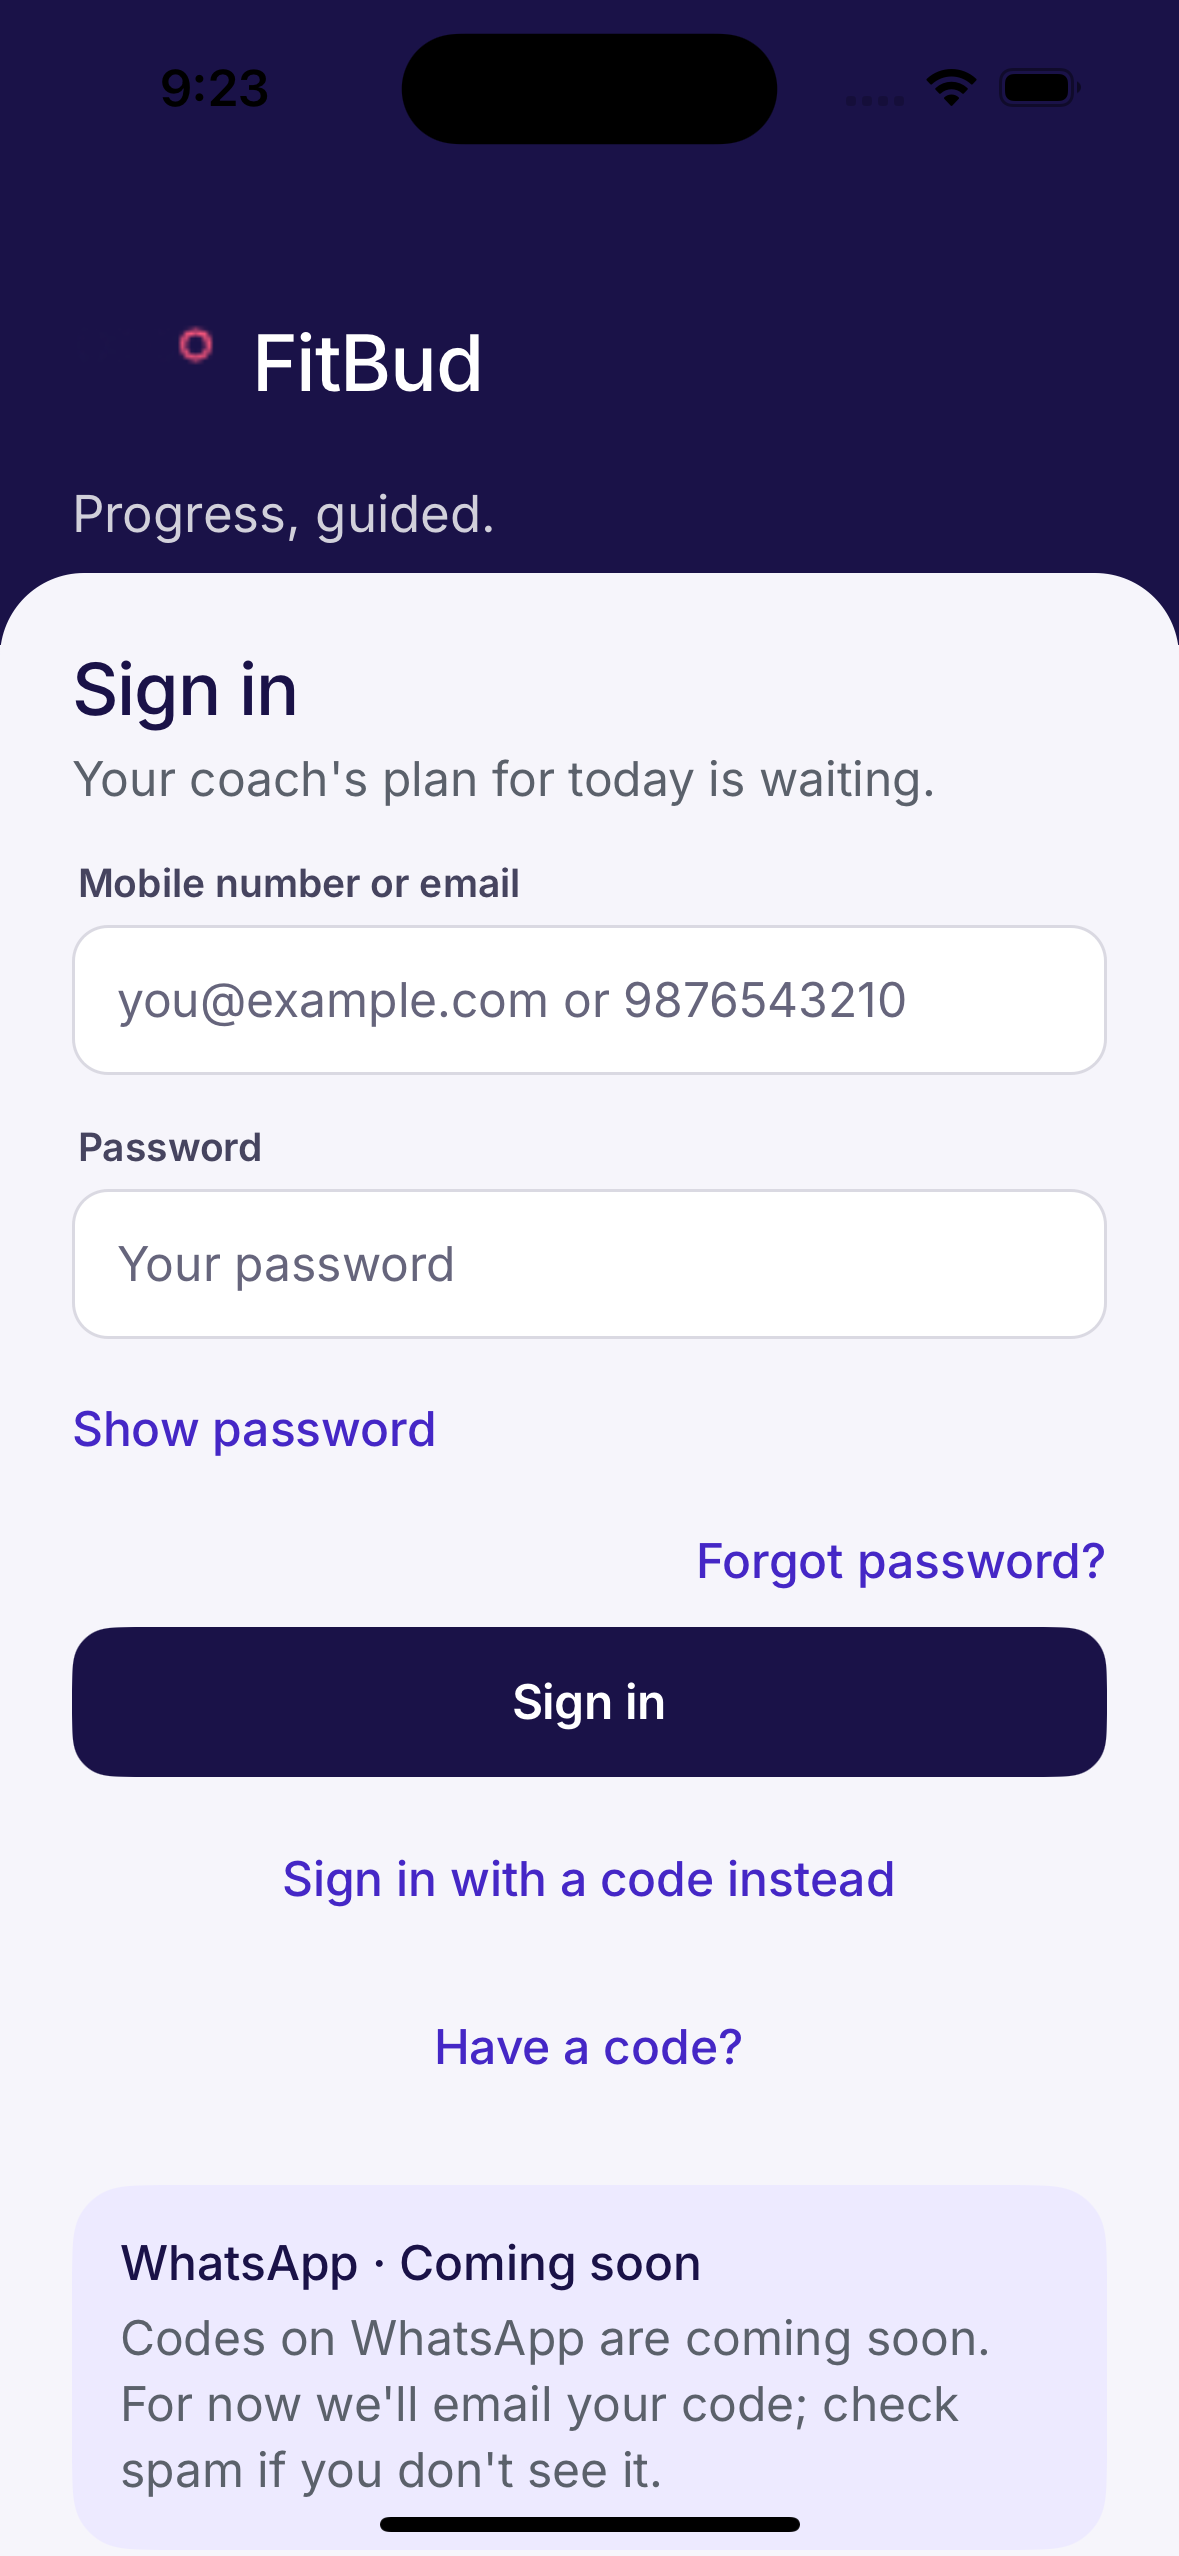 9:23
FitBud
Progress, guided.
Sign in
Your coach's plan for today is waiting.
Mobile number or email
you@example.com or 9876543210
Password
Your password
Show password
Forgot password?
Sign in
Sign in with a code instead
Have a code?
WhatsApp · Coming soon
Codes on WhatsApp are coming soon.
For now we'll email your code; check
spam if you don't see it.